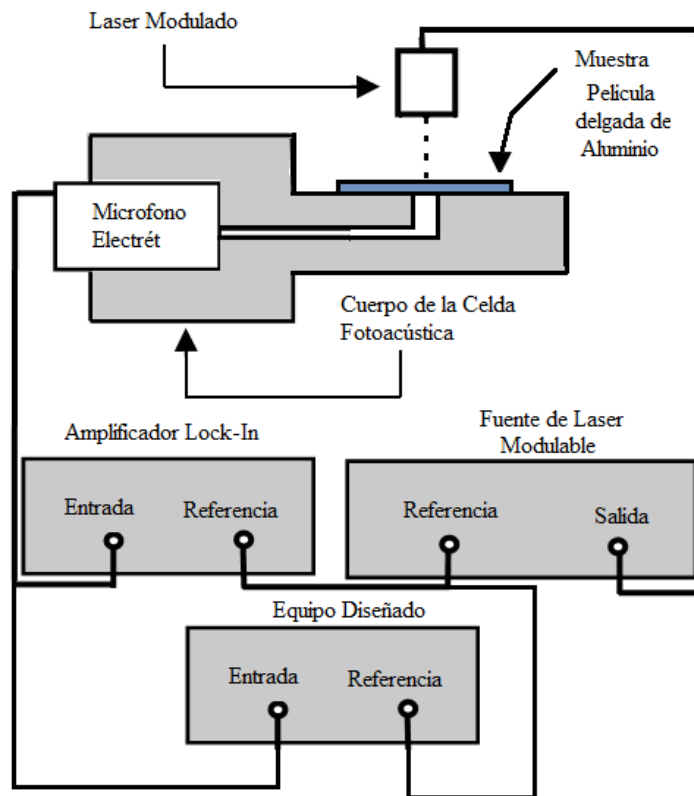 Laser Modulado
Muestra
Pelicula
delgada de
Aluminio
Microfono
Electrét
Cuerpo de la Celda
Fotoacústica
Amplificador Lock-In
Fuente de Laser
Modulable
Entrada
Referencia
Referencia
Salida
Equipo Diseñado
Entrada
Referencia